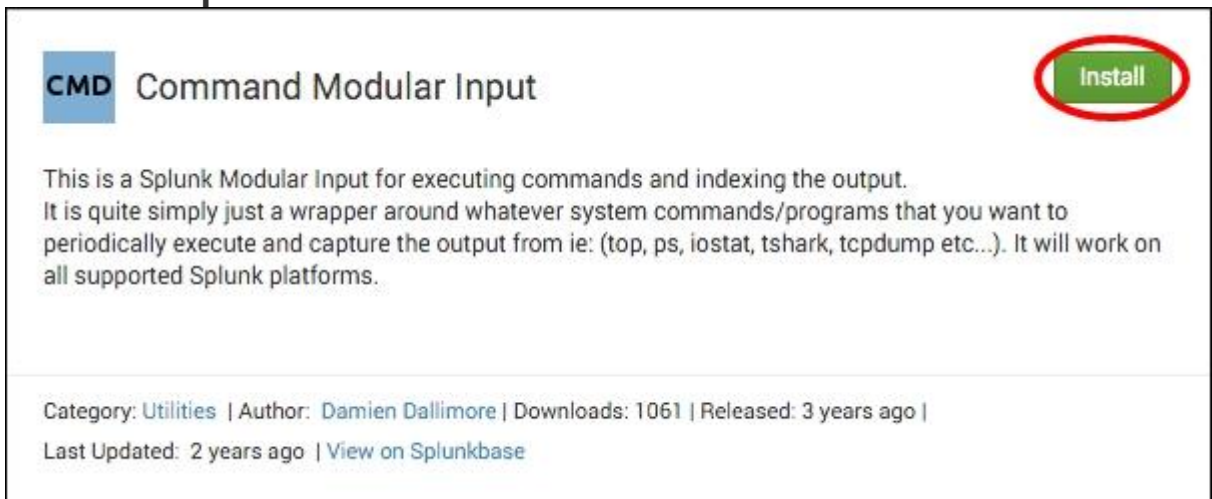 CMD Command Modular Input
Install
This is a Splunk Modular Input for executing commands and indexing the output.
It is quite simply just a wrapper around whatever system commands/programs that you want to
periodically execute and capture the output from ie: (top, ps, iostat, tshark, tcpdump etc...). It will work on
all supported Splunk platforms.
Category: Utilities | Author: Damien Dallimore | Downloads: 1061 | Released: 3 years ago |
Last Updated: 2 years ago | View on Splunkbase